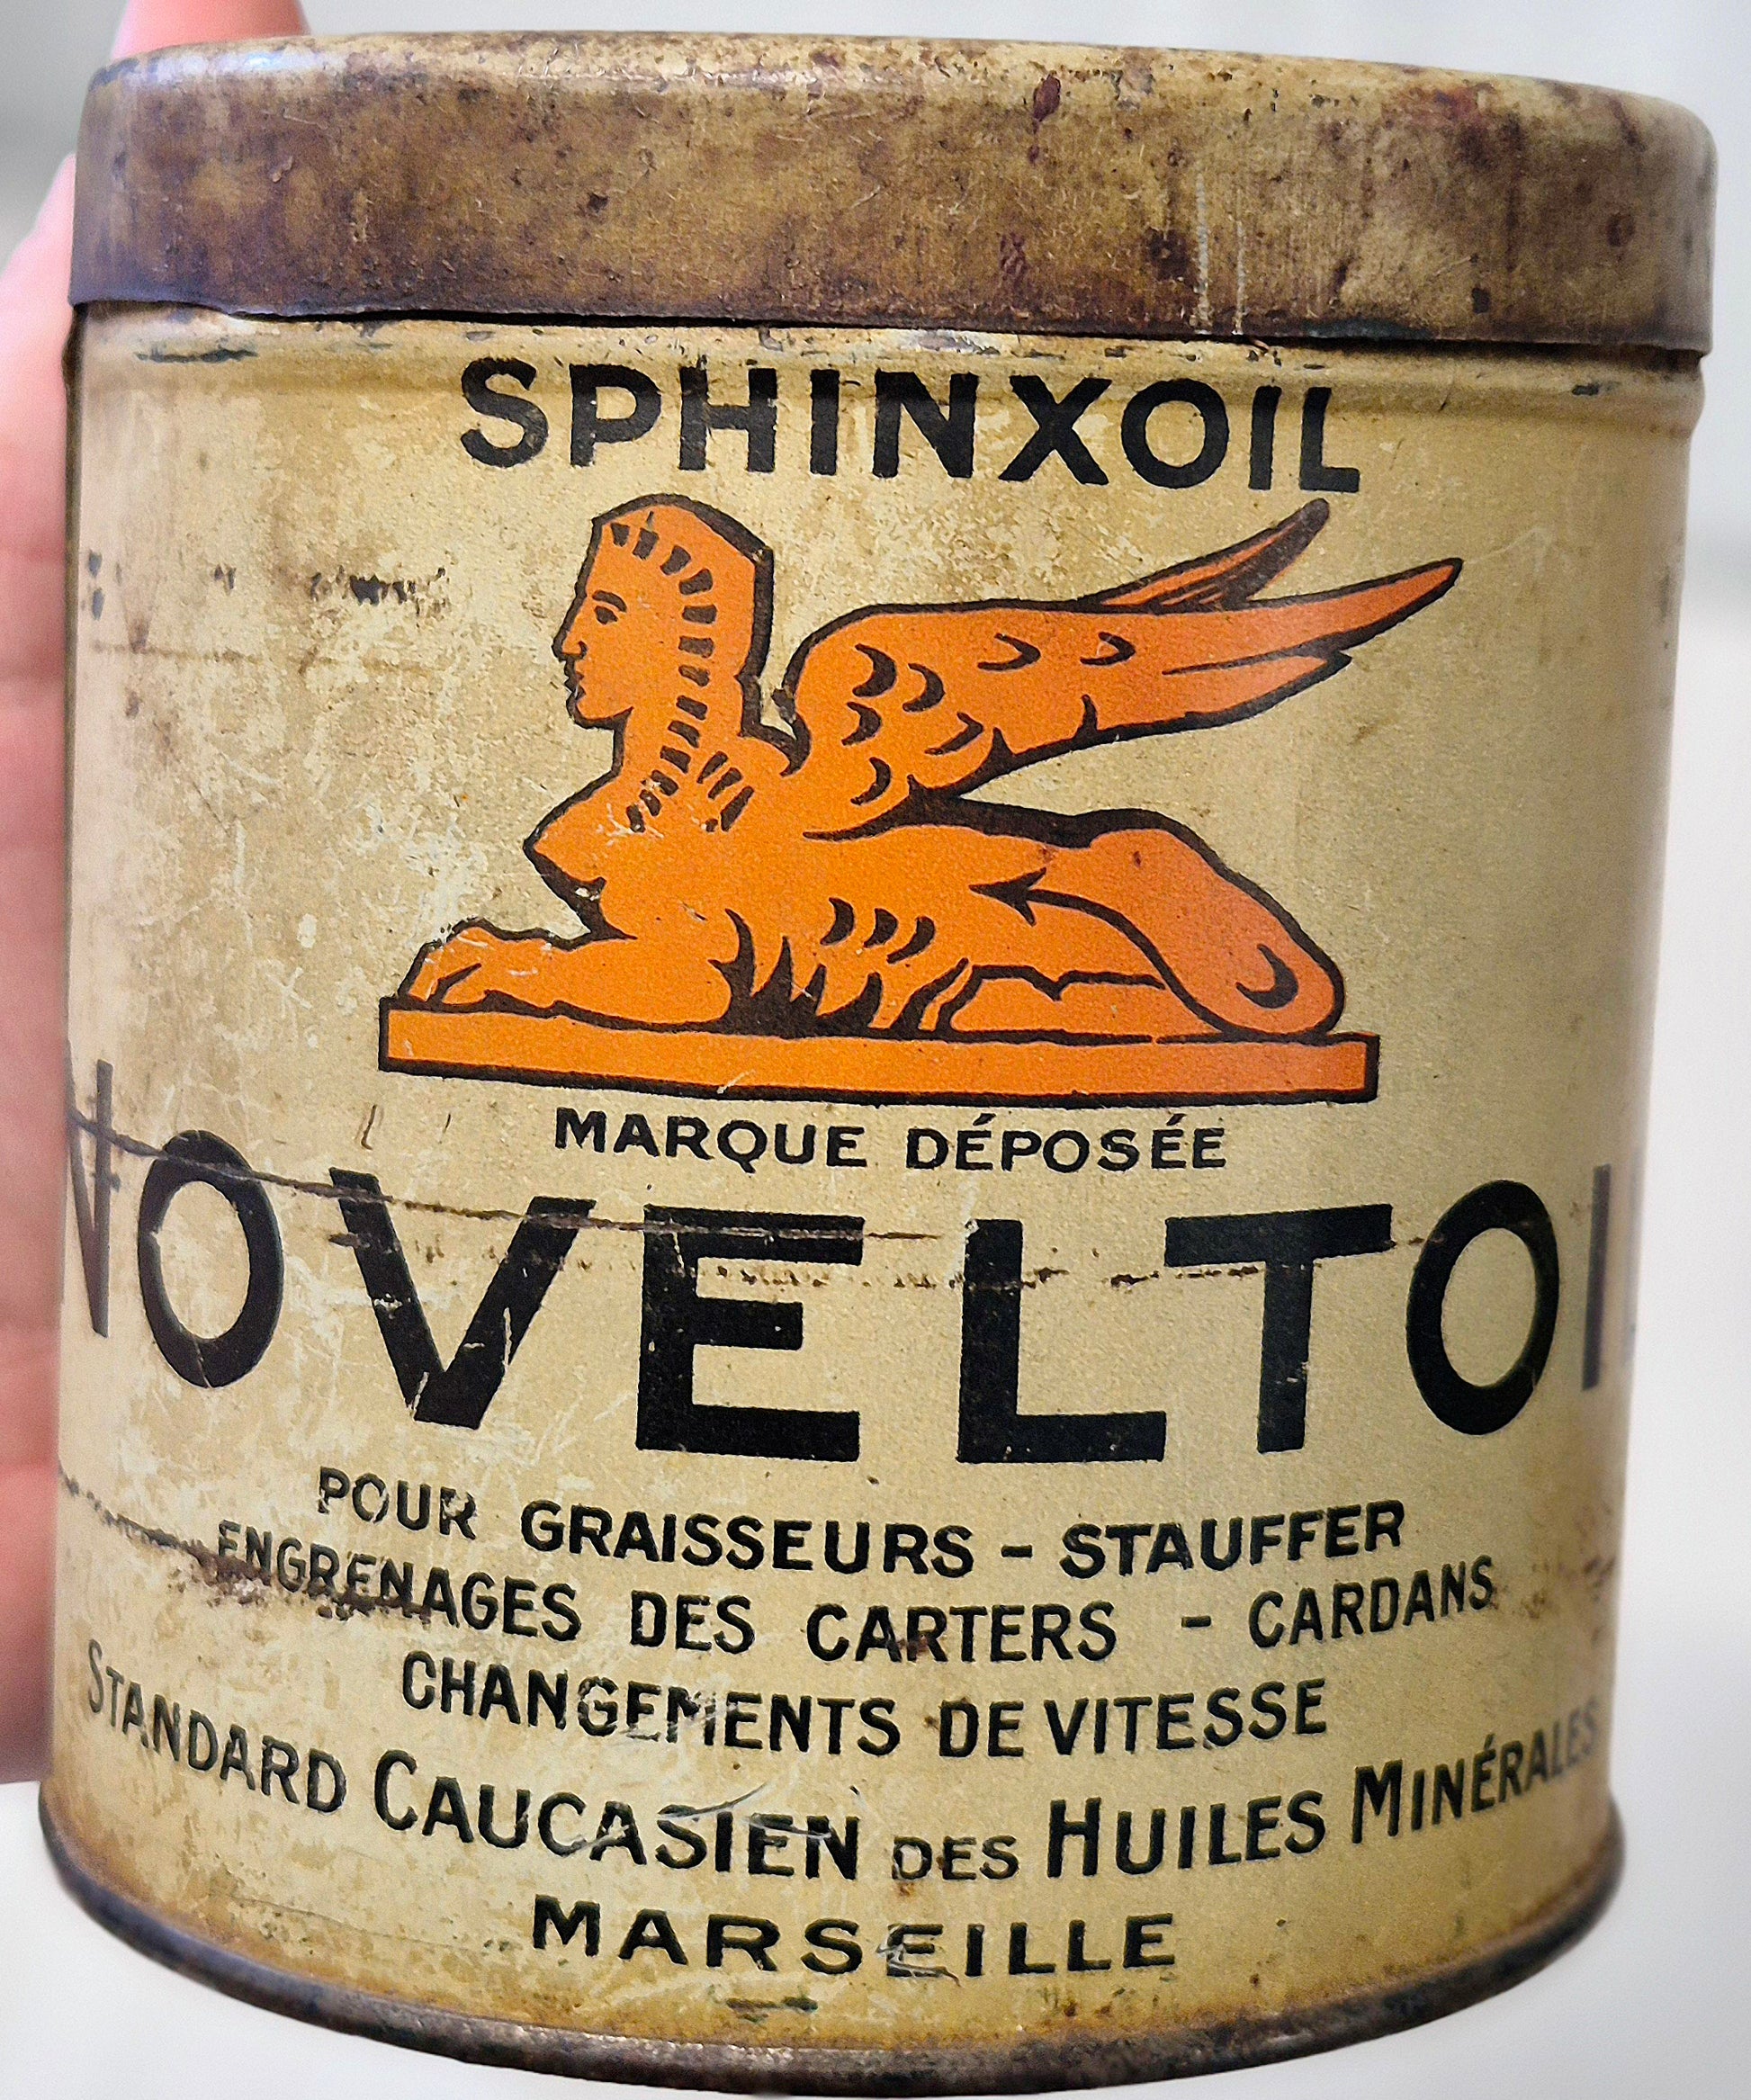 SPHINXOIL
MARQUE DÉPOSÉE
NOVELTOIL
POUR GRAISSEURS - STAUFFER
ENGRENAGES DES CARTERS - CARDANS
CHANGEMENTS DE VITESSE
STANDARD CAUCASIEN DES HUILES MINÉRALES
MARSEILLE